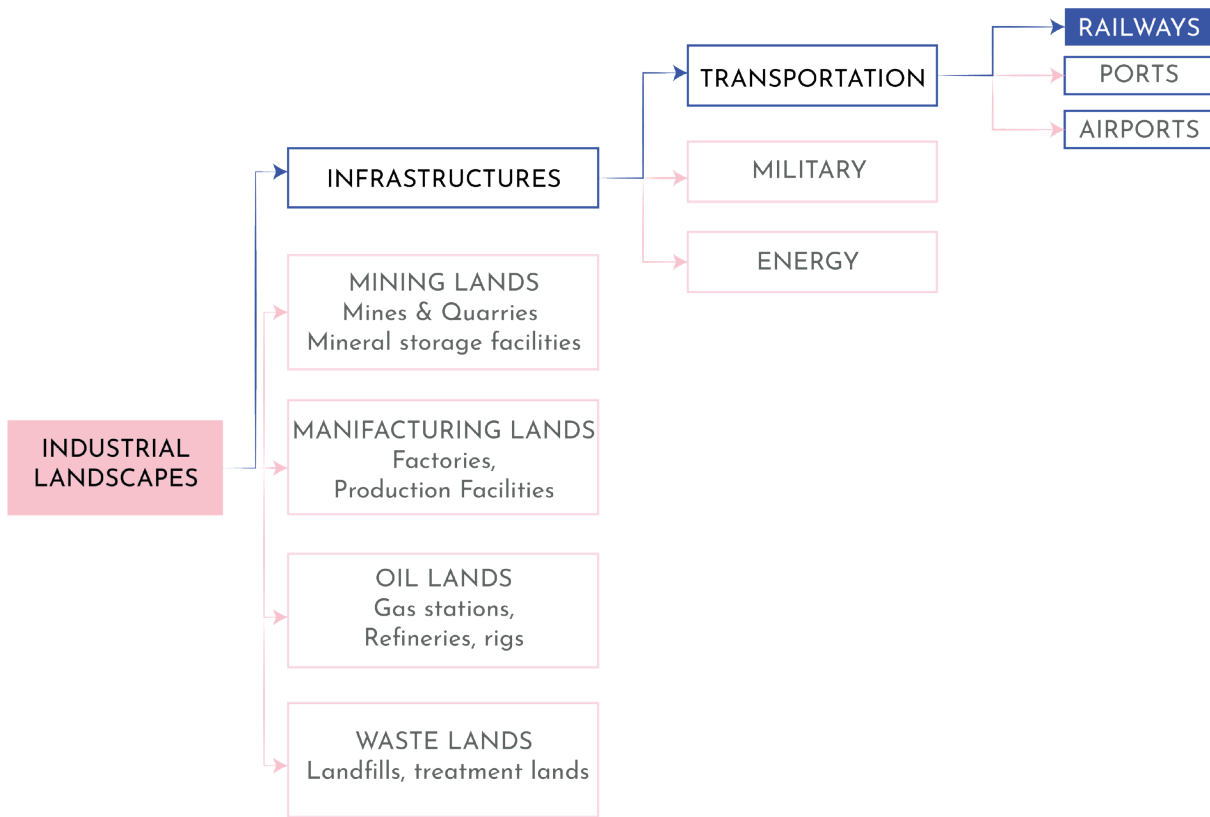 RAILWAYS
TRANSPORTATION
PORTS
AIRPORTS
INFRASTRUCTURES
MILITARY
ENERGY
MINING LANDS
Mines & Quarries
Mineral storage facilities
MANIFACTURING LANDS
Factories,
Production Facilities
INDUSTRIAL
LANDSCAPES
OIL LANDS
Gas stations,
Refineries, rigs
WASTE LANDS
Landfills, treatment lands